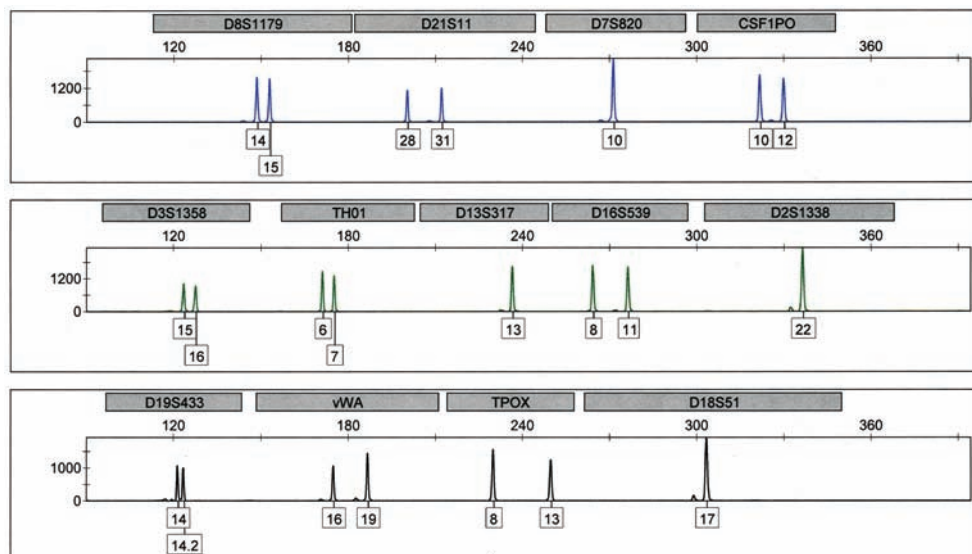 D8S1179 D21S11 D7S820 CSF1PO
120 180 240 300 360
1200
0
14 28 31 10 10 12
15
D3S1358 TH01 D13S317 D16S539 D2S1338
120 180 240 300 360
1200
0
15 6 13 8 11 22
16 7
D19S433 vWA TPOX D18S51
120 180 240 300 360
1000
0
14 16 19 8 13 17
14.2